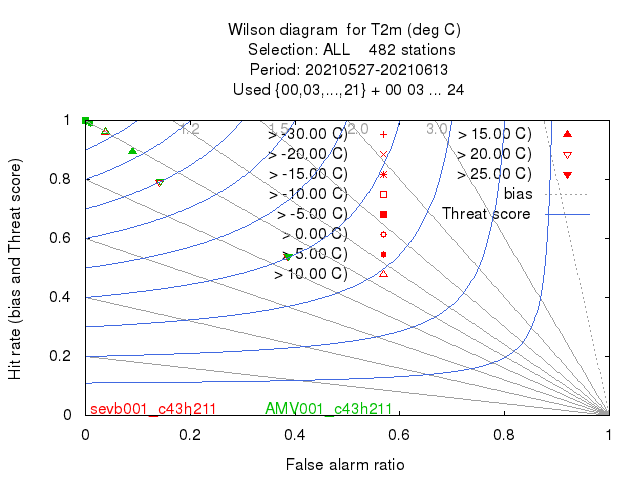 Wilson diagram  for T2m (deg C)
Selection: ALL    482 stations
Period: 20210527-20210613
Used {00,03,...,21} + 00 03 ... 24
1
0.8
0.6
0.4
0.2
0
Hit rate (bias and Threat score)
1.2
1.5
2.0
3.0
> -30.00 C)
> -20.00 C)
> -15.00 C)
> -10.00 C)
> -5.00 C)
> 0.00 C)
> 5.00 C)
> 10.00 C)
> 15.00 C)
> 20.00 C)
> 25.00 C)
bias
Threat score
sevb001_c43h211
AMV001_c43h211
0
0.2
0.4
0.6
0.8
1
False alarm ratio